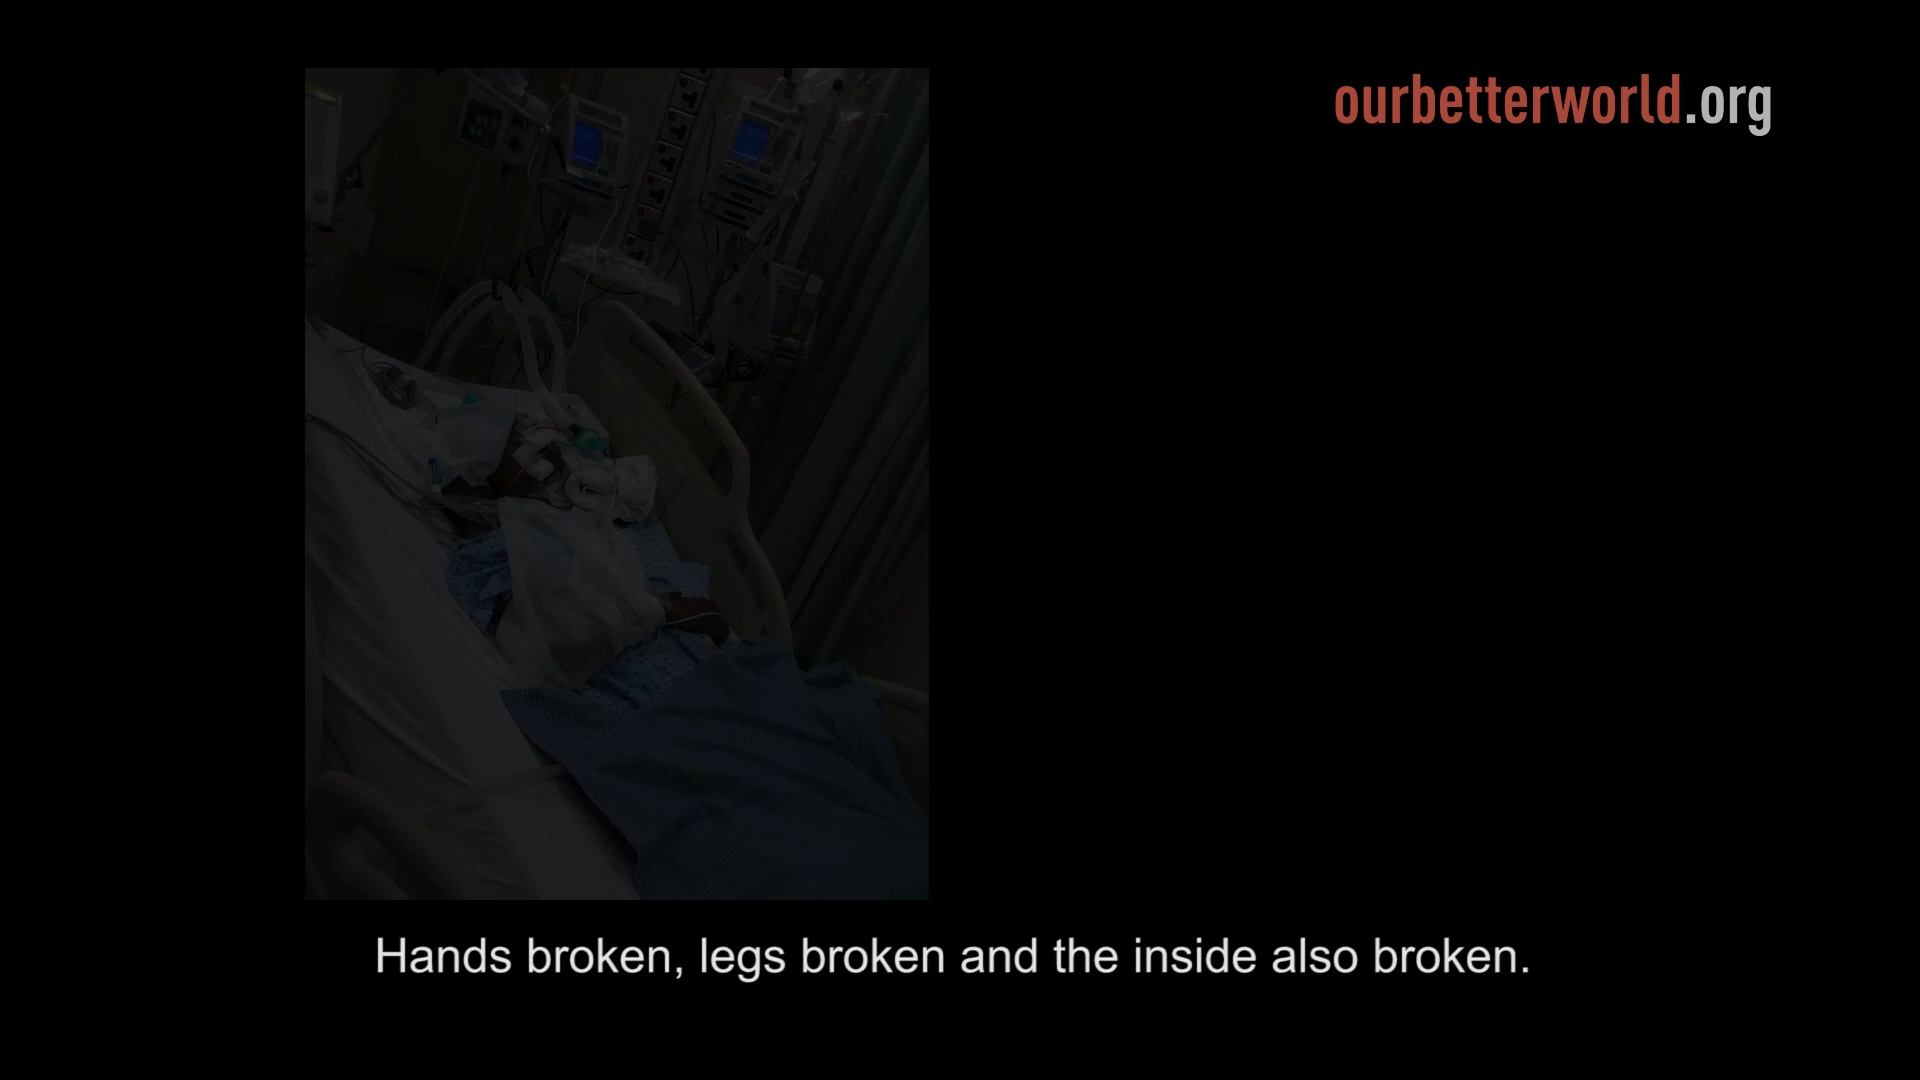 ourbetterworld.org
Hands broken, legs broken and the inside also broken.